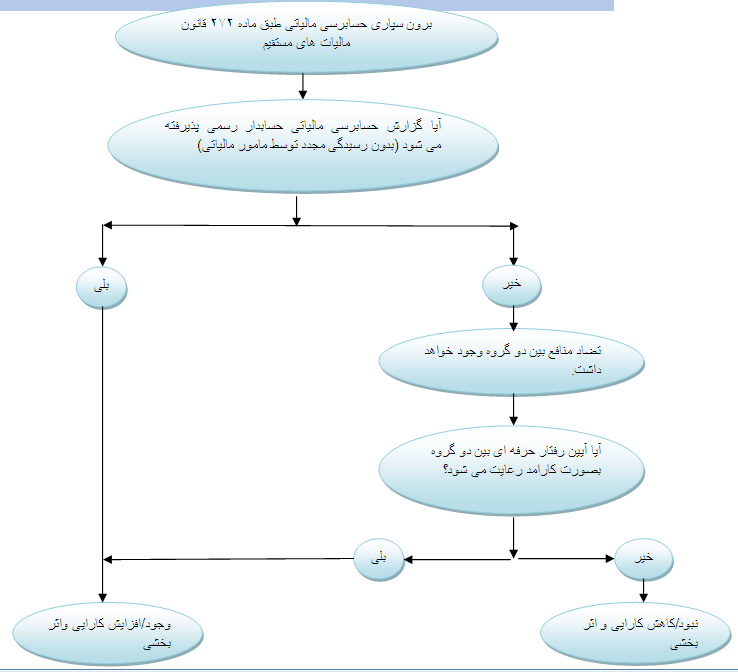 برون سپاری حسابرسی مالیاتی طبق ماده ۲۷۲ قانون
مالیات های مستقیم
آیا گزارش حسابرسی مالیاتی حسابدار رسمی پذیرفته
می شود (بدون رسیدگی مجدد توسط مامور مالیاتی)
بلی
خیر
تضاد منافع بین دو گروه وجود خواهد
داشت.
آیا آیین رفتار حرفه ای بین دو گروه
بصورت کارامد رعایت می شود؟
بلی
خیر
وجود/افزایش کارایی واثر
بخشی
نبود/کاهش کارایی و اثر
بخشی